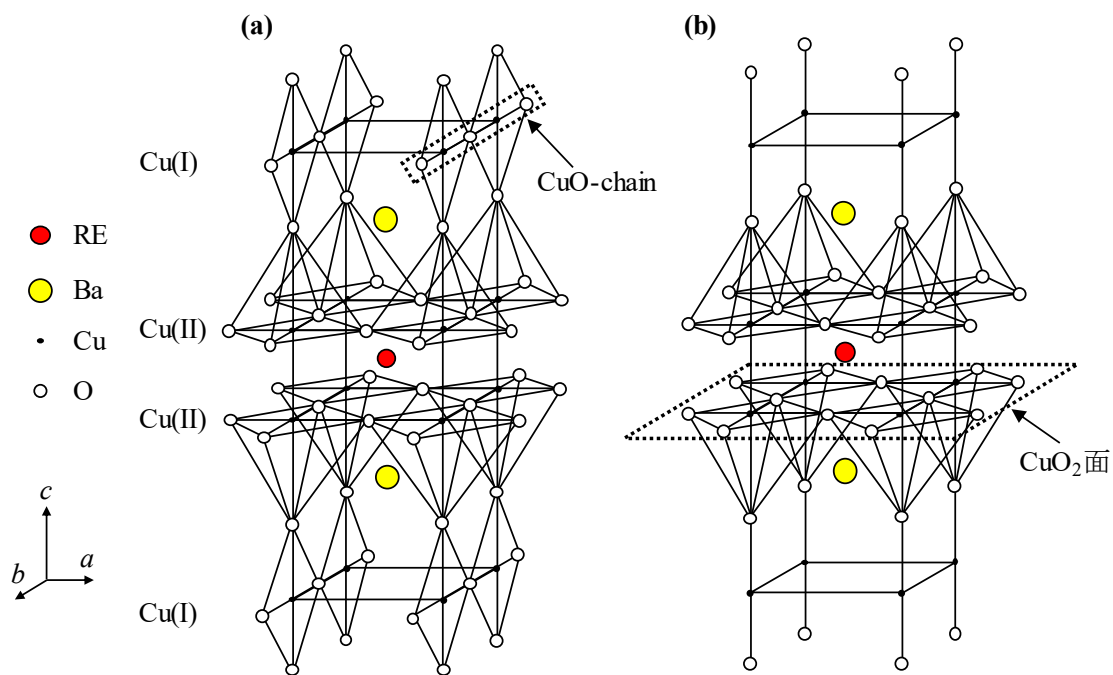 (a)
(b)
Cu(I)
CuO-chain
RE
Ba
Cu
O
Cu(II)
Cu(II)
CuO₂面
c
b
a
Cu(I)